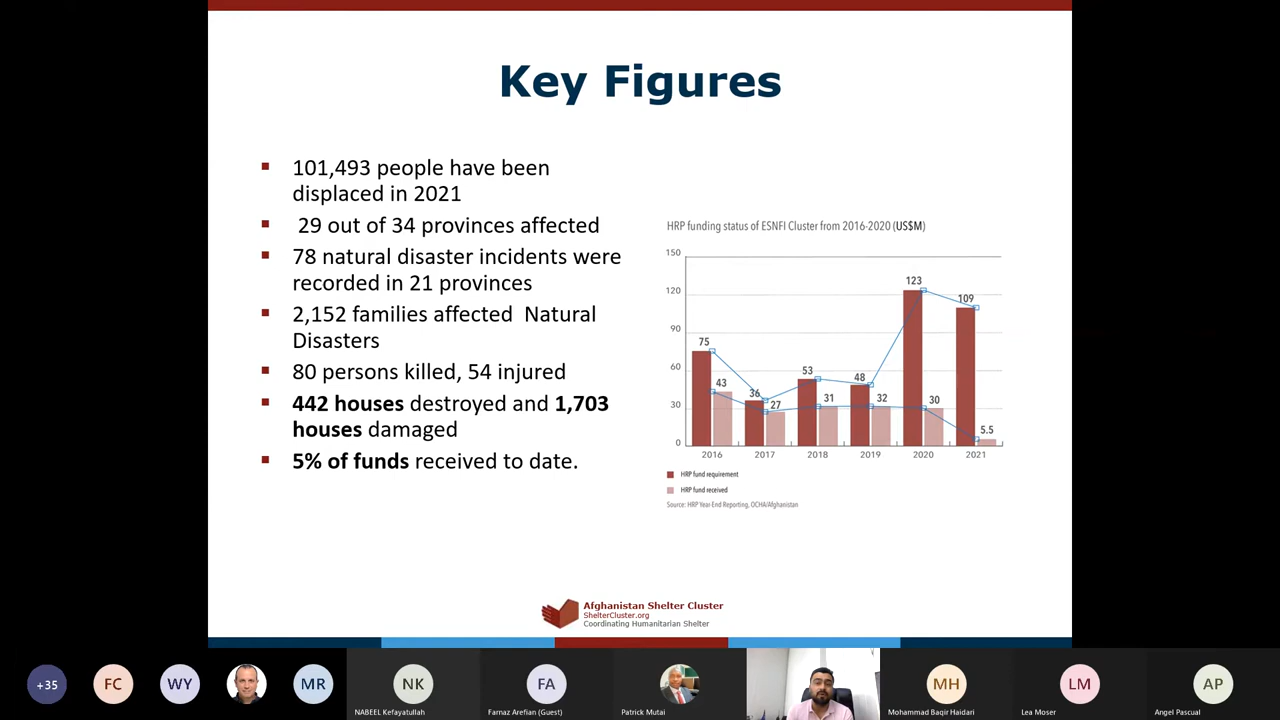 Key Figures
101,493 people have been
displaced in 2021
29 out of 34 provinces affected
78 natural disaster incidents were
recorded in 21 provinces
2,152 families affected Natural
Disasters
80 persons killed, 54 injured
442 houses destroyed and 1,703
houses damaged
5% of funds received to date.
HRP funding status of ESNFI Cluster from 2016-2020 (US$M)
150
120
90
60
30
0
75
43
36
27
53
31
48
32
123
30
109
5.5
2016 2017 2018 2019 2020 2021
HRP fund requirement
HRP fund received
Source: HRP Year-End Reporting, OCHA/Afghanistan
Afghanistan Shelter Cluster
ShelterCluster.org
Coordinating Humanitarian Shelter
+35 FC WY MR NK FA MH LM AP
NABEEL Kefayatullah Farnaz Arefian (Guest) Patrick Mutai Mohammad Baqir Haidari Lea Moser Angel Pascual